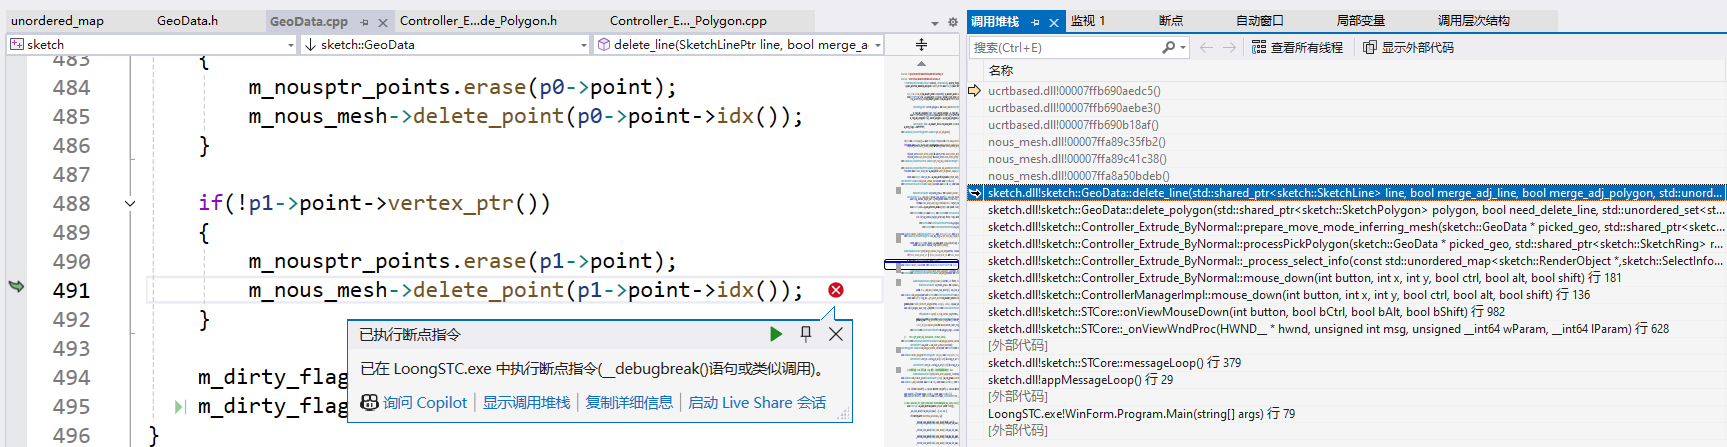 unordered_map
GeoData.h
GeoData.cpp
Controller_E...de_Polygon.h
Controller_E..._Polygon.cpp
sketch
sketch::GeoData
delete_line(SketchLinePtr line, bool merge_a
483 {
484 m_nousptr_points.erase(p0->point);
485 m_nous_mesh->delete_point(p0->point->idx());
486 }
487
488 if(!p1->point->vertex_ptr())
489 {
490 m_nousptr_points.erase(p1->point);
491 m_nous_mesh->delete_point(p1->point->idx());
492 }
493
494 m_dirty_flag
495 m_dirty_flag
496 }
已执行断点指令
已在 LoongSTC.exe 中执行断点指令(__debugbreak()语句或类似调用)。
询问 Copilot | 显示调用堆栈 | 复制详细信息 | 启动 Live Share 会话
调用堆栈
监视 1
断点
自动窗口
局部变量
调用层次结构
搜索(Ctrl+E)
查看所有线程
显示外部代码
名称
ucrtbased.dll!00007ffb690aedc5()
ucrtbased.dll!00007ffb690aebe3()
ucrtbased.dll!00007ffb690b18af()
nous_mesh.dll!00007ffa89c35fb2()
nous_mesh.dll!00007ffa89c41c38()
nous_mesh.dll!00007ffa8a50bdeb()
sketch.dll!sketch::GeoData::delete_line(std::shared_ptr<sketch::SketchLine> line, bool merge_adj_line, bool merge_adj_polygon, std::unord...
sketch.dll!sketch::GeoData::delete_polygon(std::shared_ptr<sketch::SketchPolygon> polygon, bool need_delete_line, std::unordered_set<st...
sketch.dll!sketch::Controller_Extrude_ByNormal::prepare_move_mode_inferring_mesh(sketch::GeoData * picked_geo, std::shared_ptr<sketc...
sketch.dll!sketch::Controller_Extrude_ByNormal::processPickPolygon(sketch::GeoData * picked_geo, std::shared_ptr<sketch::SketchRing> r...
sketch.dll!sketch::Controller_Extrude_ByNormal::_process_select_info(const std::unordered_map<sketch::RenderObject *,sketch::SelectInfo...
sketch.dll!sketch::Controller_Extrude_ByNormal::mouse_down(int button, int x, int y, bool ctrl, bool alt, bool shift) 行 181
sketch.dll!sketch::ControllerManagerImpl::mouse_down(int button, int x, int y, bool ctrl, bool alt, bool shift) 行 136
sketch.dll!sketch::STCore::onViewMouseDown(int button, bool bCtrl, bool bAlt, bool bShift) 行 982
sketch.dll!sketch::STCore::_onViewWndProc(HWND__ * hwnd, unsigned int msg, unsigned __int64 wParam, __int64 lParam) 行 628
[外部代码]
sketch.dll!sketch::STCore::messageLoop() 行 379
sketch.dll!appMessageLoop() 行 29
[外部代码]
LoongSTC.exe!WinForm.Program.Main(string[] args) 行 79
[外部代码]